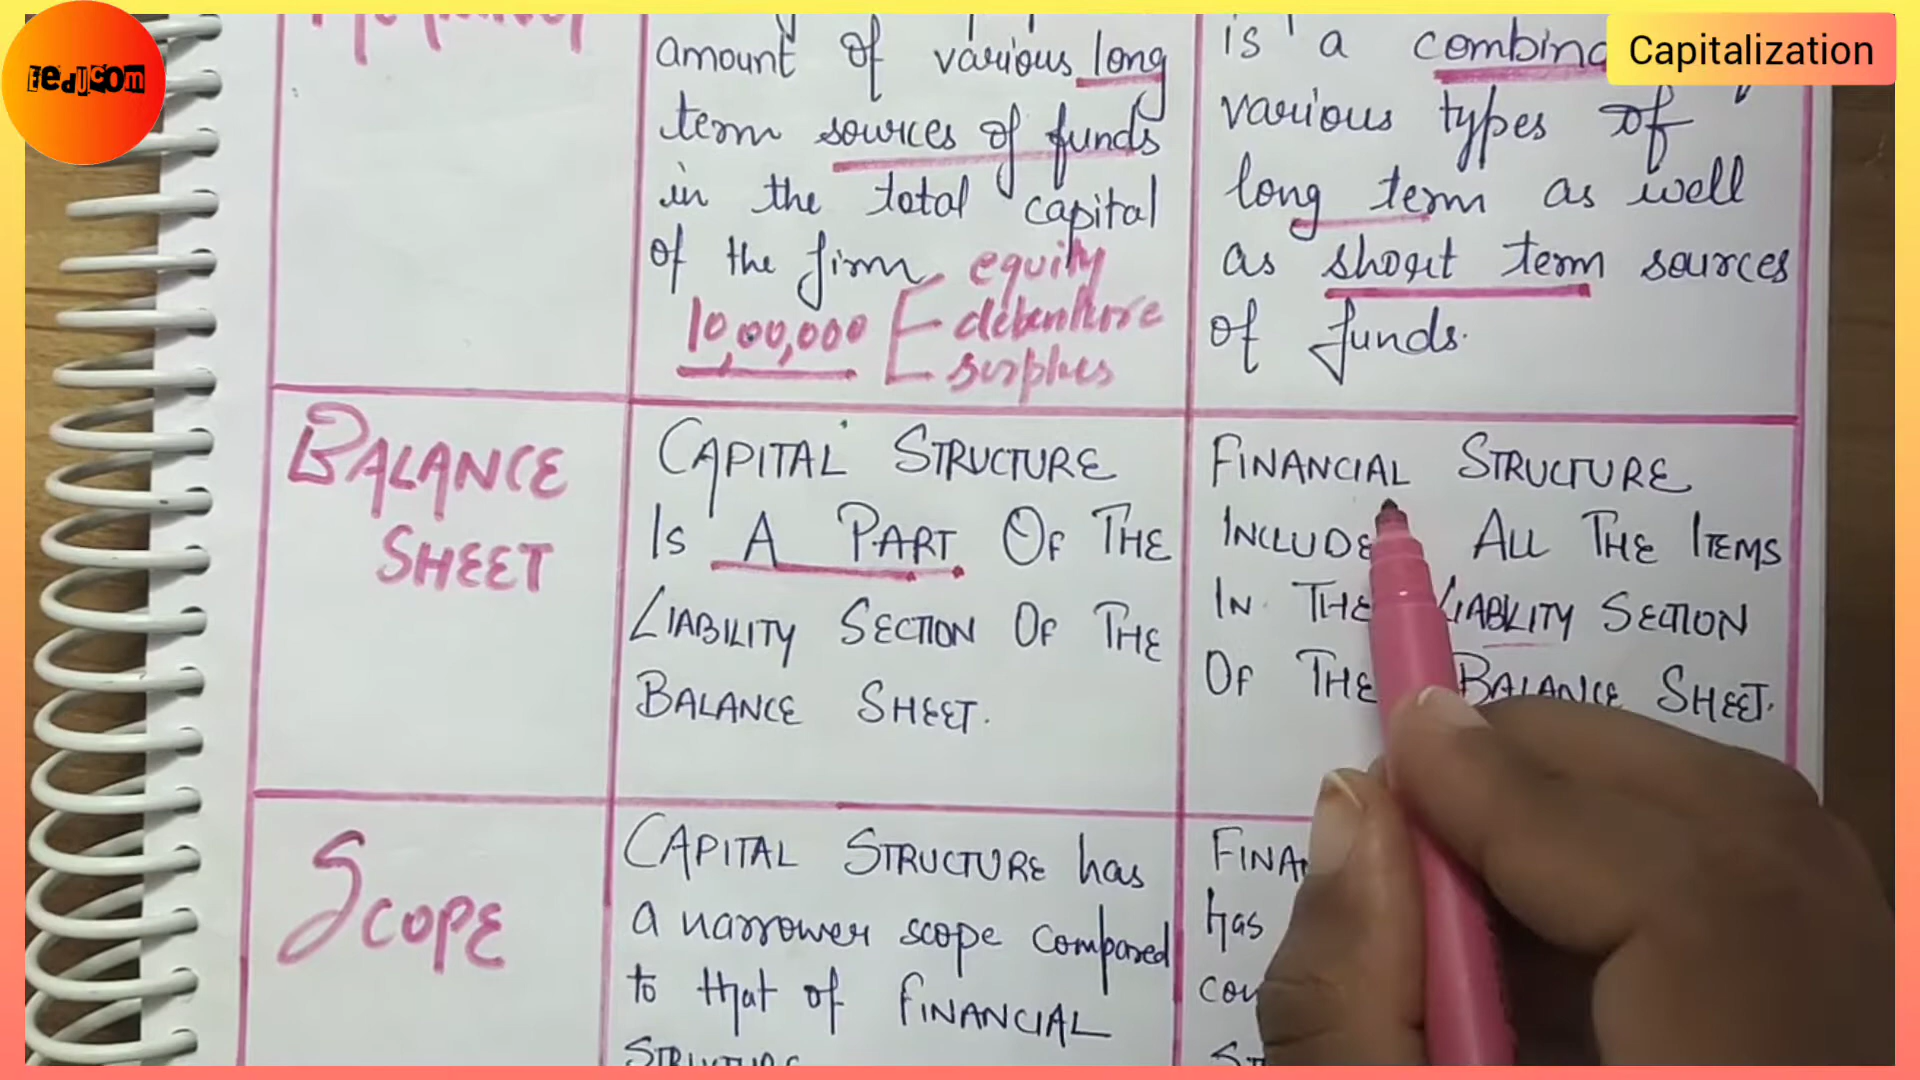 Eeducom
Capitalization
amount of various long
term sources of funds
in the total capital
of the firm
10,00,000
equity
debenture
surplus
is a
various types of
long term as well
as short term sources
of funds.
BALANCE
SHEET
CAPITAL STRUCTURE
IS A PART OF THE
LIABILITY SECTION OF THE
BALANCE SHEET.
FINANCIAL STRUCTURE
INCLUDE ALL THE ITEMS
IN THE LIABILITY SECTION
OF THE BALANCE SHEET.
SCOPE
CAPITAL STRUCTURE has
a narrower scope compared
to that of FINANCIAL
STRUCTURE
has